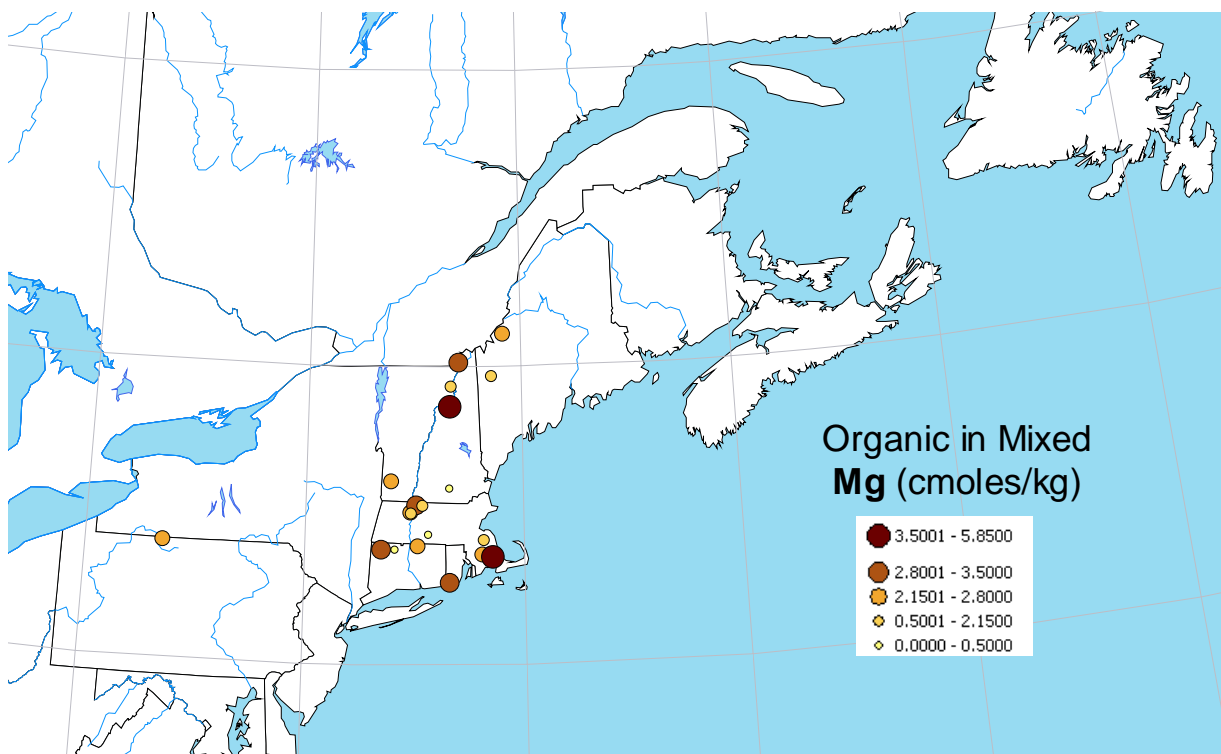 Organic in Mixed
Mg (cmoles/kg)
3.5001 - 5.8500
2.8001 - 3.5000
2.1501 - 2.8000
0.5001 - 2.1500
0.0000 - 0.5000